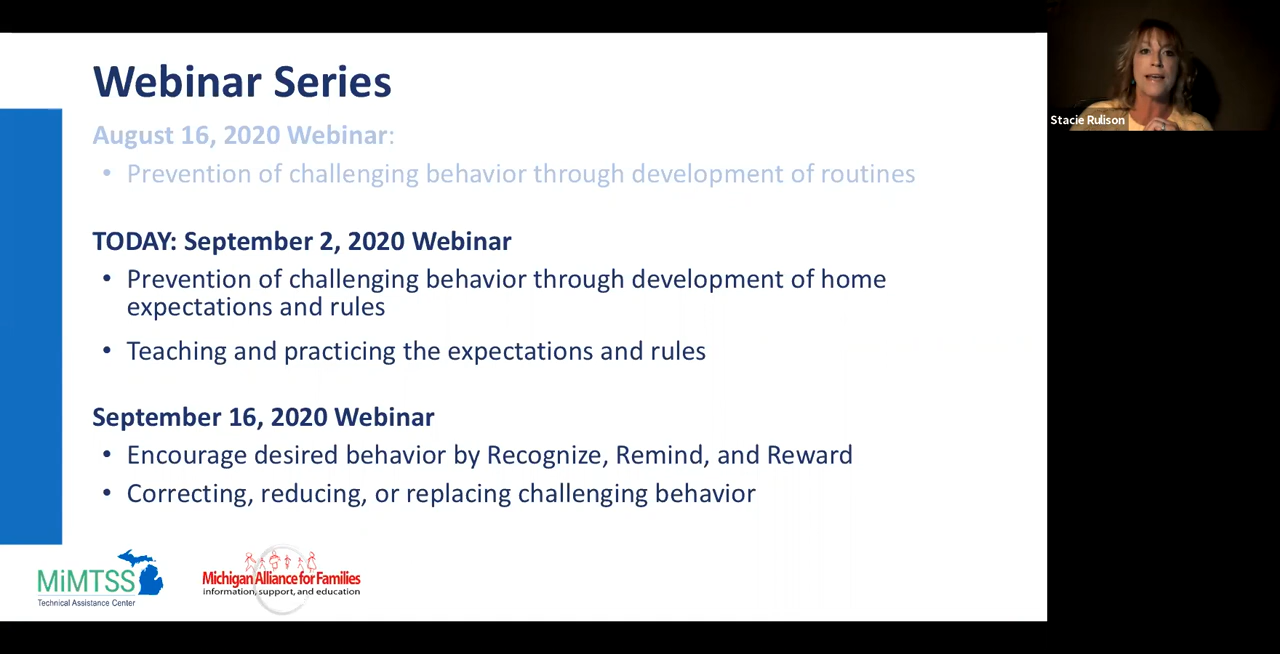 Webinar Series
August 16, 2020 Webinar:
• Prevention of challenging behavior through development of routines
TODAY: September 2, 2020 Webinar
• Prevention of challenging behavior through development of home
expectations and rules
• Teaching and practicing the expectations and rules
September 16, 2020 Webinar
• Encourage desired behavior by Recognize, Remind, and Reward
• Correcting, reducing, or replacing challenging behavior
MiMTSS
Technical Assistance Center
Michigan Alliance for Families
information, support, and education
Stacie Rulison